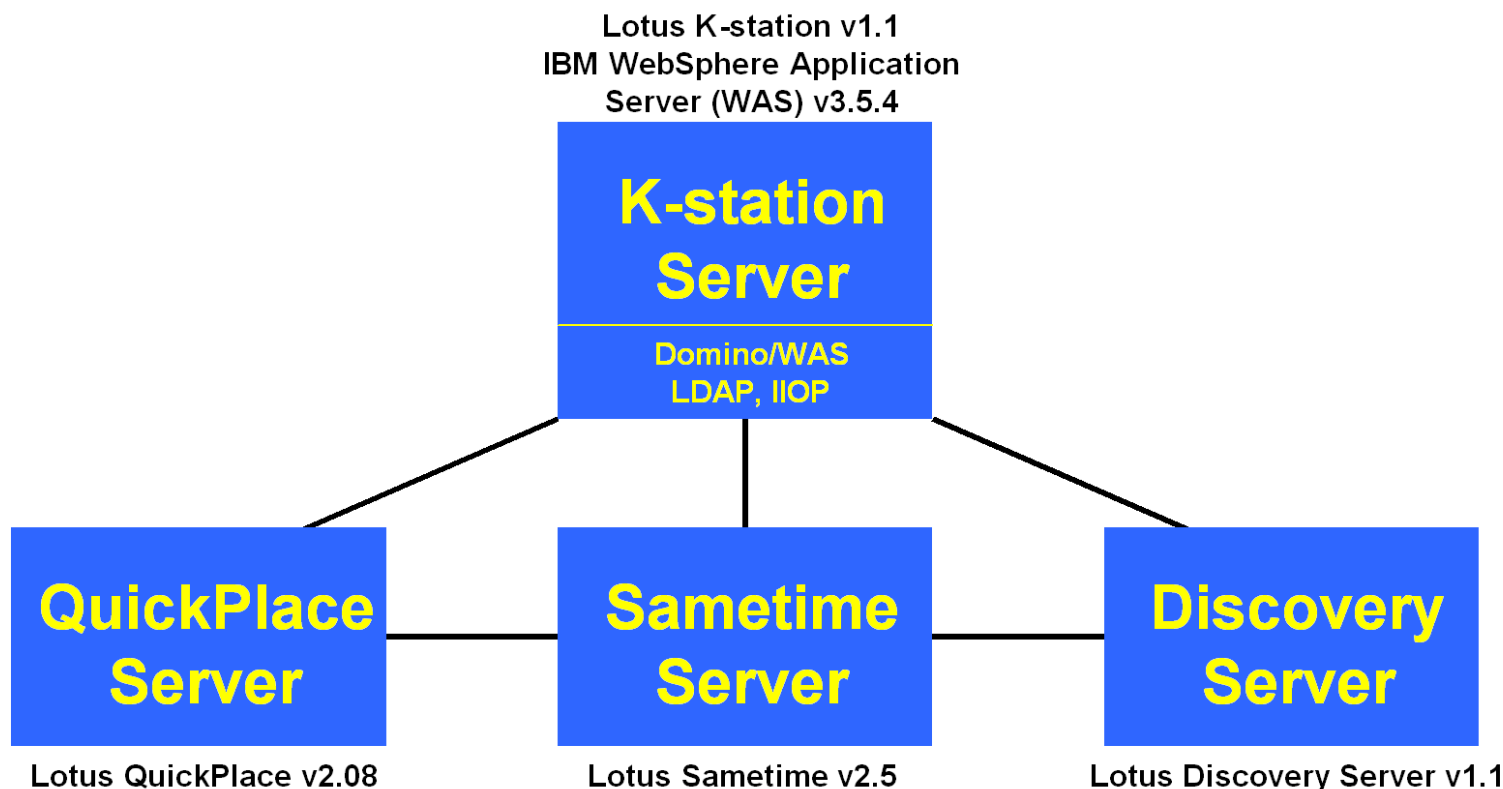 Lotus K-station v1.1
IBM WebSphere Application
Server (WAS) v3.5.4
K-station
Server
Domino/WAS
LDAP, IIOP
QuickPlace
Server
Sametime
Server
Discovery
Server
Lotus QuickPlace v2.08
Lotus Sametime v2.5
Lotus Discovery Server v1.1